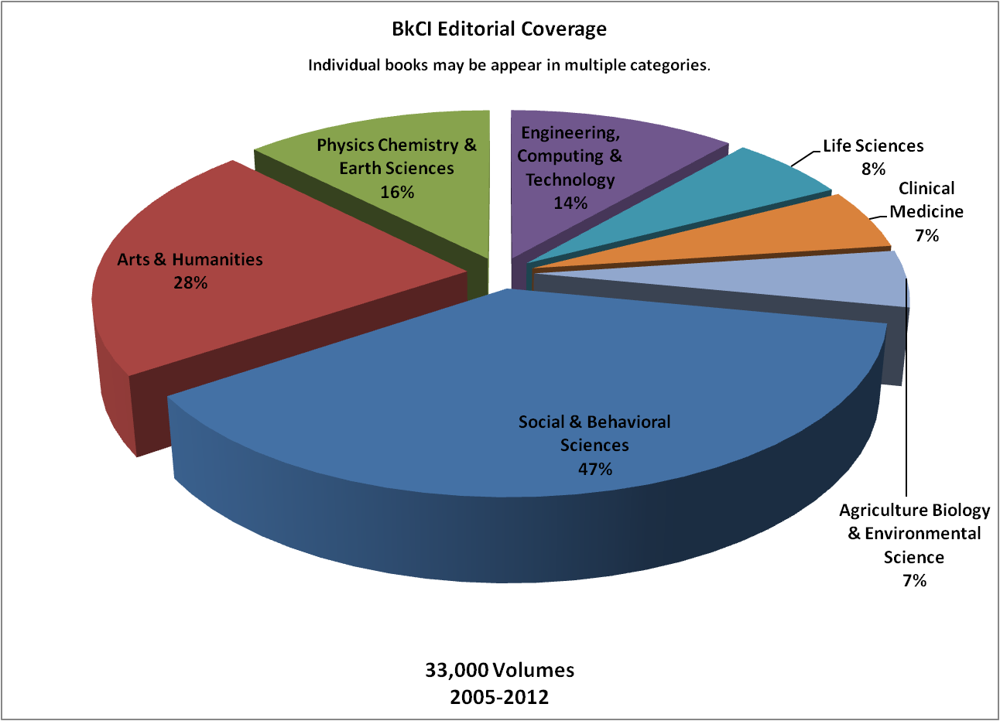 BkCI Editorial Coverage
Individual books may be appear in multiple categories.
Engineering,
Computing &
Technology
14%
Life Sciences
8%
Clinical
Medicine
7%
Agriculture Biology
& Environmental
Science
7%
Social & Behavioral
Sciences
47%
Arts & Humanities
28%
Physics Chemistry &
Earth Sciences
16%
33,000 Volumes
2005-2012